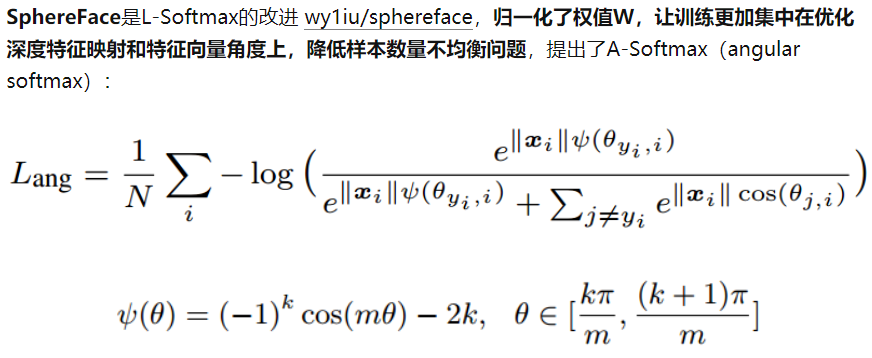 SphereFace是L-Softmax的改进 wy1iu/sphereface，归一化了权值W，让训练更加集中在优化
深度特征映射和特征向量角度上，降低样本数量不均衡问题，提出了A-Softmax（angular
softmax）：
L_{\text{ang}} = \frac{1}{N} \sum_{i} -\log \left( \frac{e^{\|\boldsymbol{x}_i\| \psi(\theta_{y_i,i})}}{e^{\|\boldsymbol{x}_i\| \psi(\theta_{y_i,i})} + \sum_{j \neq y_i} e^{\|\boldsymbol{x}_i\| \cos(\theta_{j,i})}} \right)
\psi(\theta) = (-1)^k \cos(m\theta) - 2k, \quad \theta \in [\frac{k\pi}{m}, \frac{(k+1)\pi}{m}]